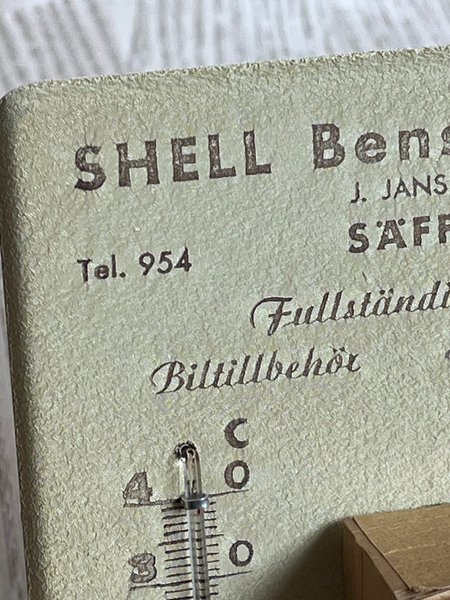 SHELL Bens
J. JANS
SÄFF
Tel. 954
Fullständi
Biltillbehör
C
4 0
3 0